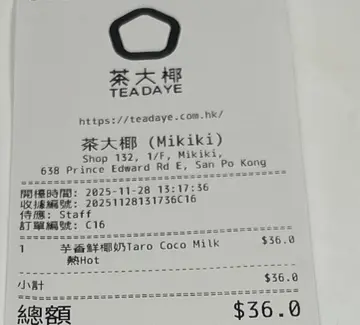 茶大椰
TEADAYE
https://teadaye.com.hk/
茶大椰 (Mikiki)
Shop 132, 1/F, Mikiki,
638 Prince Edward Rd E, San Po Kong
開檯時間: 2025-11-28 13:17:36
收據編號: 20251128131736C16
侍應: Staff
訂單編號: C16
1 芋香鮮椰奶Taro Coco Milk $36.0
熱Hot
小計 $36.0
總額 $36.0